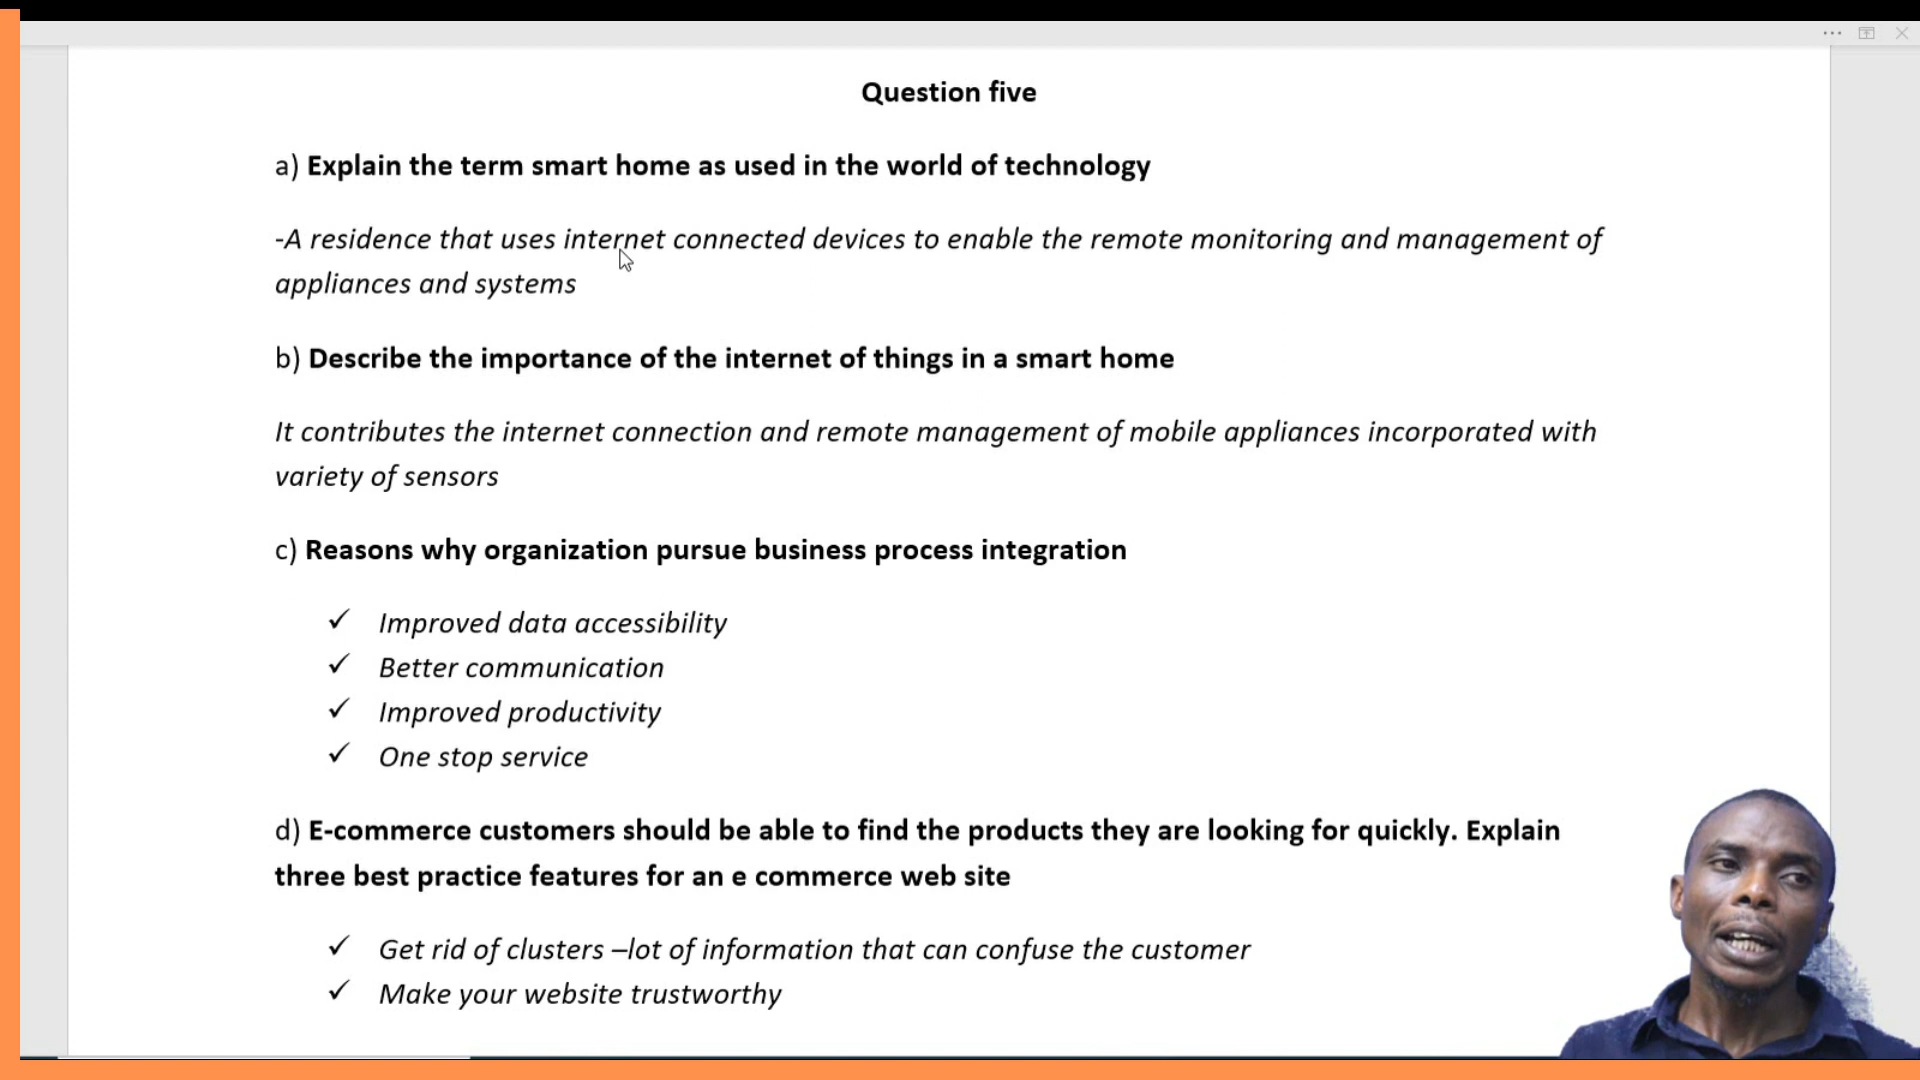 Question five
a) Explain the term smart home as used in the world of technology
-A residence that uses internet connected devices to enable the remote monitoring and management of
appliances and systems
b) Describe the importance of the internet of things in a smart home
It contributes the internet connection and remote management of mobile appliances incorporated with
variety of sensors
c) Reasons why organization pursue business process integration
✓ Improved data accessibility
✓ Better communication
✓ Improved productivity
✓ One stop service
d) E-commerce customers should be able to find the products they are looking for quickly. Explain
three best practice features for an e commerce web site
✓ Get rid of clusters –lot of information that can confuse the customer
✓ Make your website trustworthy